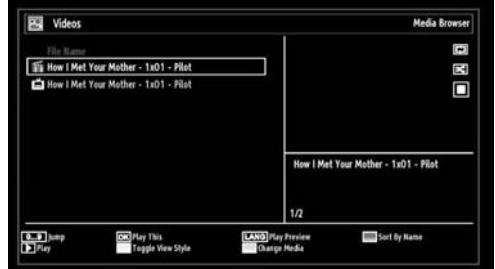 Videos
Media Browser
File Name
How I Met Your Mother - 1x01 - Pilot
How I Met Your Mother - 1x01 - Pilot
How I Met Your Mother - 1x01 - Pilot
1/2
0...9 Jump
OK Play This
LANG Play Preview
Sort By Name
Play
Toggle View Style
Change Media